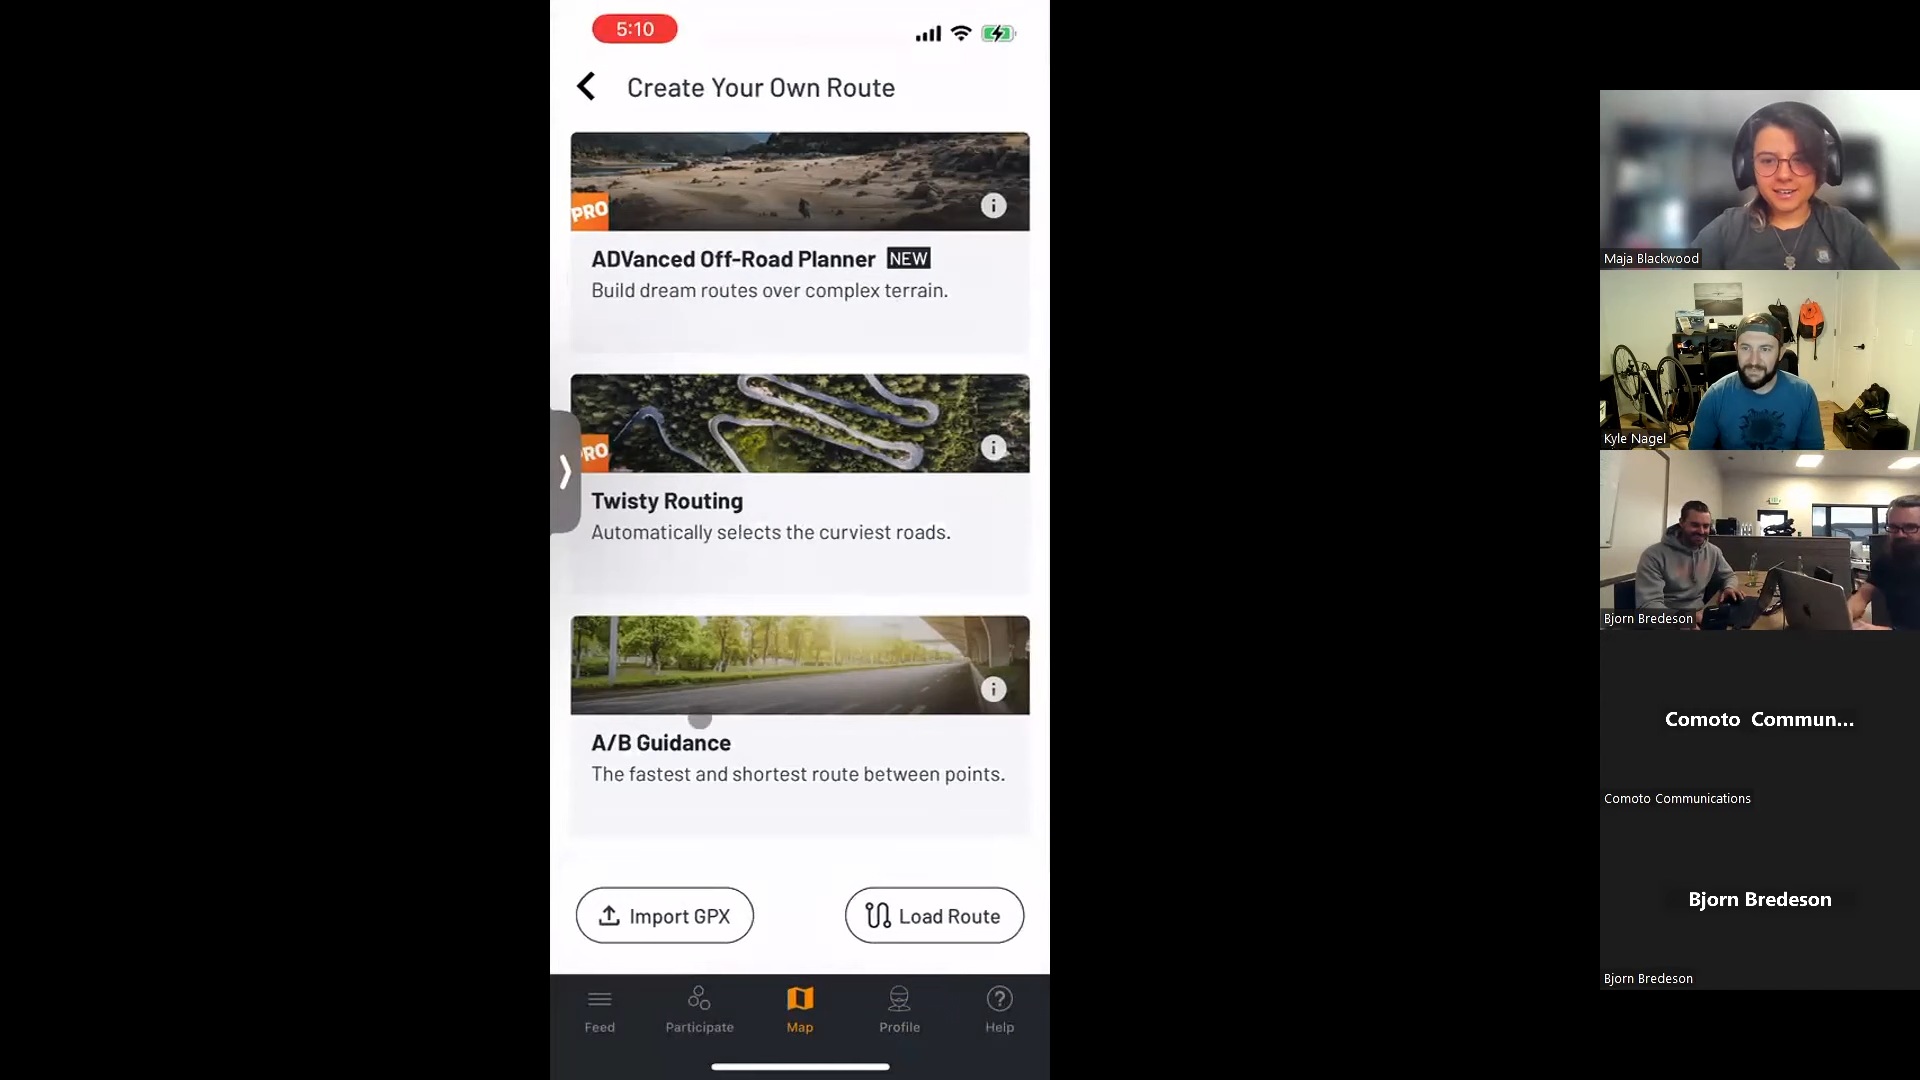 5:10
Create Your Own Route
PRO
ADVanced Off-Road Planner NEW
Build dream routes over complex terrain.
PRO
Twisty Routing
Automatically selects the curviest roads.
A/B Guidance
The fastest and shortest route between points.
Import GPX
Load Route
Feed
Participate
Map
Profile
Help
Maja Blackwood
Kyle Nagel
Bjorn Bredeson
Comoto Commun...
Comoto Communications
Bjorn Bredeson
Bjorn Bredeson